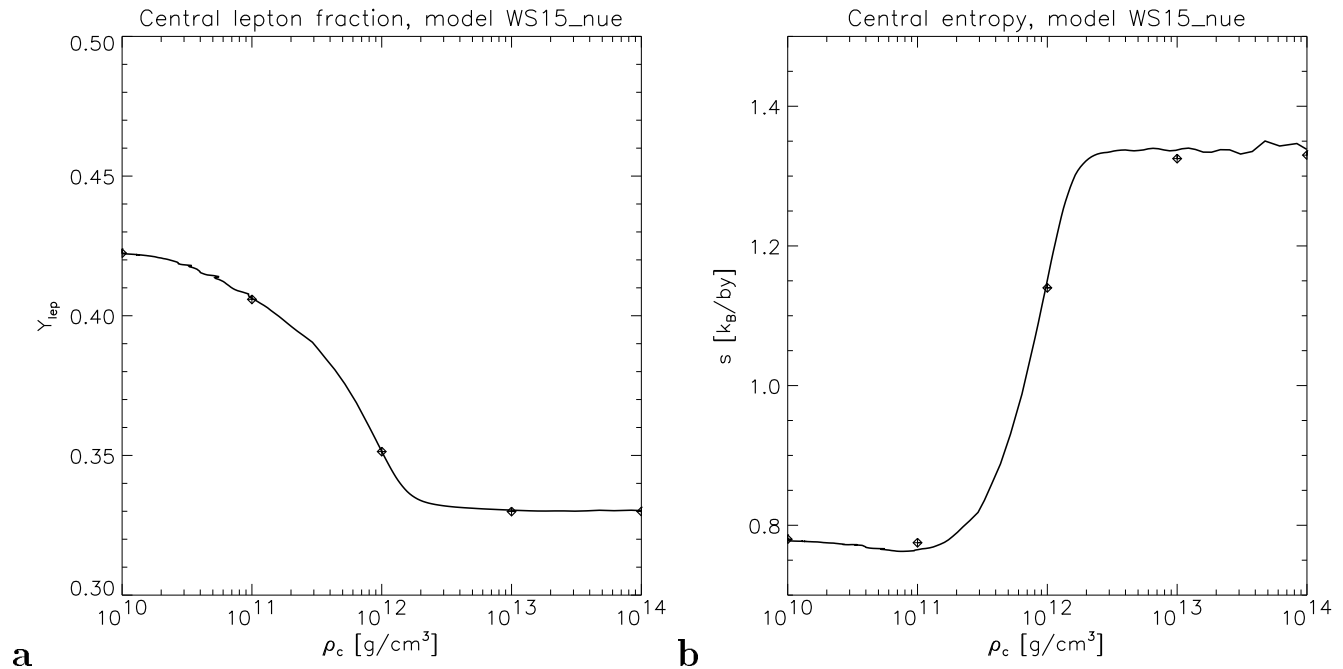 Central lepton fraction, model WS15_nue
0.50
0.45
0.40
0.35
0.30
Y_lep
10^10 10^11 10^12 10^13 10^14
ρ_c [g/cm^3]
a
Central entropy, model WS15_nue
1.4
1.2
1.0
0.8
s [k_B/by]
10^10 10^11 10^12 10^13 10^14
ρ_c [g/cm^3]
b